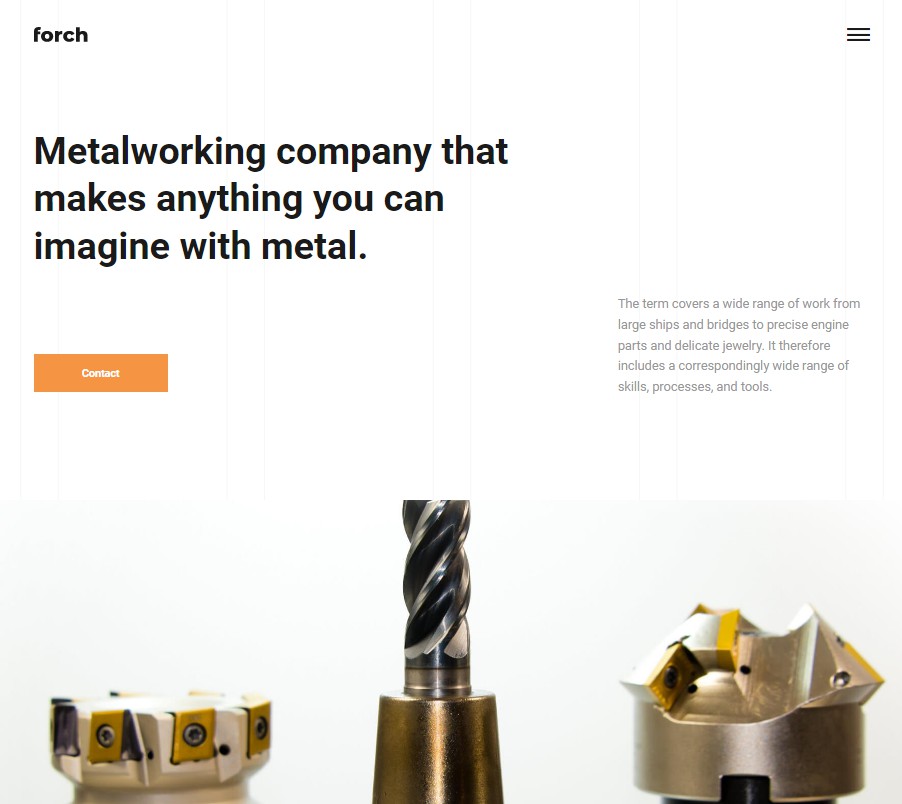 forch
Metalworking company that
makes anything you can
imagine with metal.
The term covers a wide range of work from
large ships and bridges to precise engine
parts and delicate jewelry. It therefore
includes a correspondingly wide range of
skills, processes, and tools.
Contact